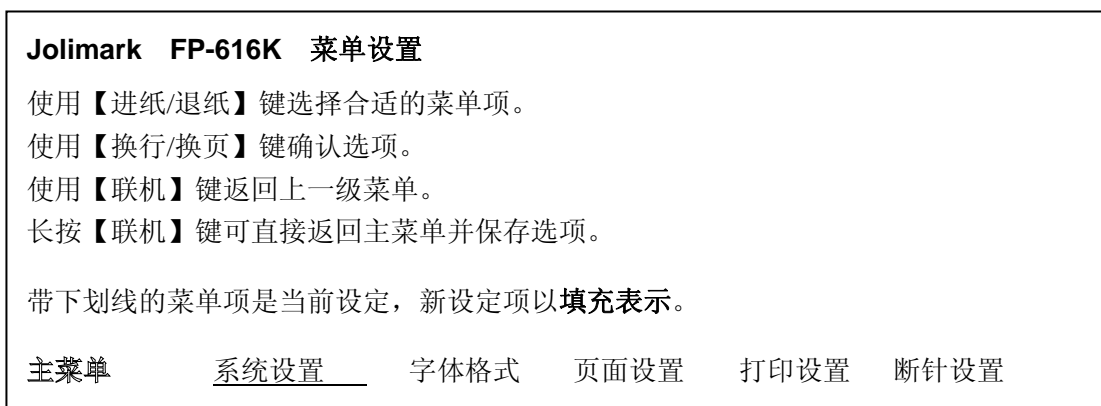 Jolimark FP-616K 菜单设置
使用【进纸/退纸】键选择合适的菜单项。
使用【换行/换页】键确认选项。
使用【联机】键返回上一级菜单。
长按【联机】键可直接返回主菜单并保存选项。
带下划线的菜单项是当前设定，新设定项以填充表示。
主菜单 系统设置 字体格式 页面设置 打印设置 断针设置